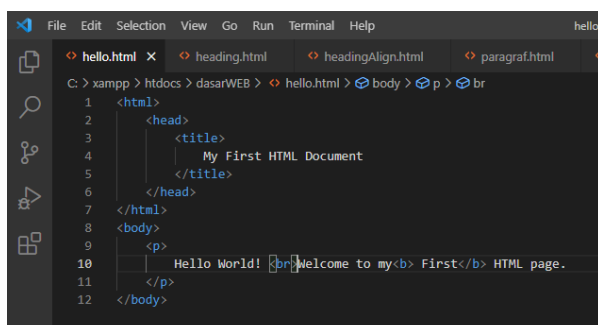 File Edit Selection View Go Run Terminal Help hello
hello.html × heading.html headingAlign.html paragraf.html
C: > xampp > htdocs > dasarWEB > hello.html > body > p > br
1 <html>
2 <head>
3 <title>
4 My First HTML Document
5 </title>
6 </head>
7 </html>
8 <body>
9 <p>
10 Hello World! <br>Welcome to my<b> First</b> HTML page.
11 </p>
12 </body>